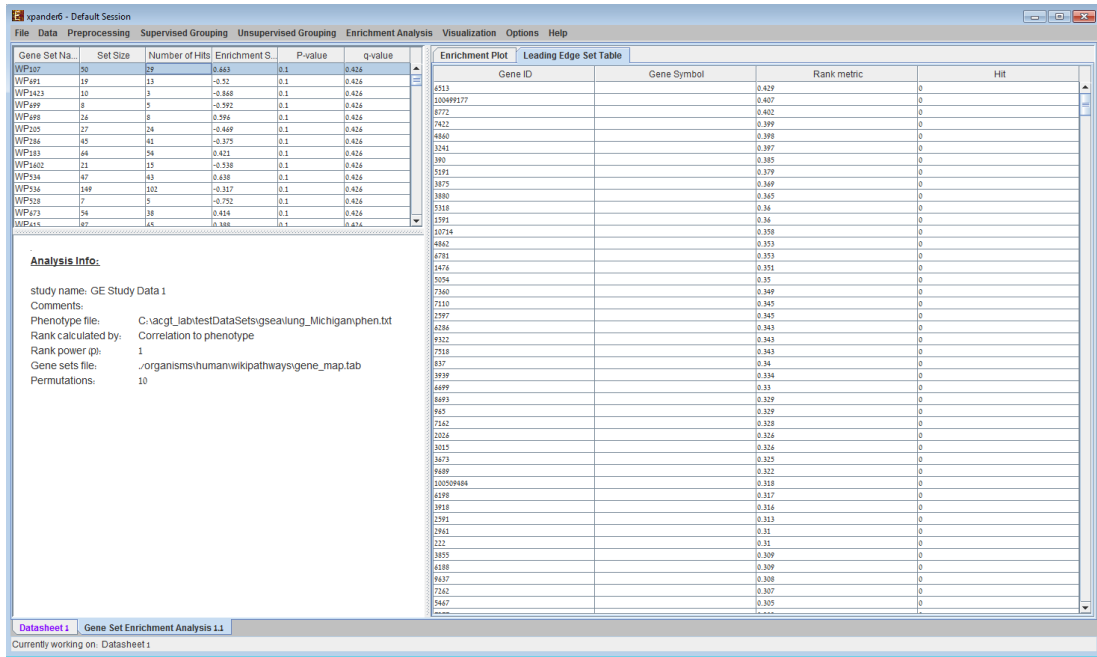 xpander6 - Default Session
File Data Preprocessing Supervised Grouping Unsupervised Grouping Enrichment Analysis Visualization Options Help
Gene Set Na... Set Size Number of Hits Enrichment S... P-value q-value
WP107 50 29 0.663 0.1 0.426
WP691 19 13 -0.52 0.1 0.426
WP1423 10 3 -0.868 0.1 0.426
WP699 8 5 -0.592 0.1 0.426
WP698 26 8 0.596 0.1 0.426
WP205 27 24 -0.469 0.1 0.426
WP286 45 41 -0.375 0.1 0.426
WP183 64 54 0.421 0.1 0.426
WP1602 21 15 -0.538 0.1 0.426
WP534 47 43 0.638 0.1 0.426
WP536 149 102 -0.317 0.1 0.426
WP528 7 5 -0.752 0.1 0.426
WP673 54 38 0.414 0.1 0.426
WP615 97 65 0.388 0.1 0.426
Analysis Info:
study name: GE Study Data 1
Comments:
Phenotype file: C:\acgt_lab\testDataSets\gsea\lung_Michigan\phen.txt
Rank calculated by: Correlation to phenotype
Rank power (p): 1
Gene sets file: ./organisms\human\wikipathways\gene_map.tab
Permutations: 10
Enrichment Plot Leading Edge Set Table
Gene ID Gene Symbol Rank metric Hit
6513 0.429 0
100499177 0.407 0
8772 0.402 0
7422 0.399 0
4860 0.398 0
3241 0.397 0
390 0.385 0
5191 0.379 0
3875 0.369 0
3880 0.365 0
5318 0.36 0
1591 0.36 0
10714 0.358 0
4862 0.353 0
6781 0.353 0
1476 0.351 0
5054 0.35 0
7360 0.349 0
7110 0.345 0
2597 0.345 0
6286 0.343 0
9322 0.343 0
7518 0.343 0
837 0.34 0
3939 0.334 0
6699 0.33 0
8693 0.329 0
965 0.329 0
7162 0.328 0
2026 0.326 0
3015 0.326 0
3673 0.325 0
9689 0.322 0
100509484 0.318 0
6198 0.317 0
3918 0.316 0
2591 0.313 0
2961 0.31 0
222 0.31 0
3855 0.309 0
6188 0.309 0
9637 0.308 0
7262 0.307 0
5467 0.305 0
Datasheet 1 Gene Set Enrichment Analysis 1.1
Currently working on: Datasheet 1